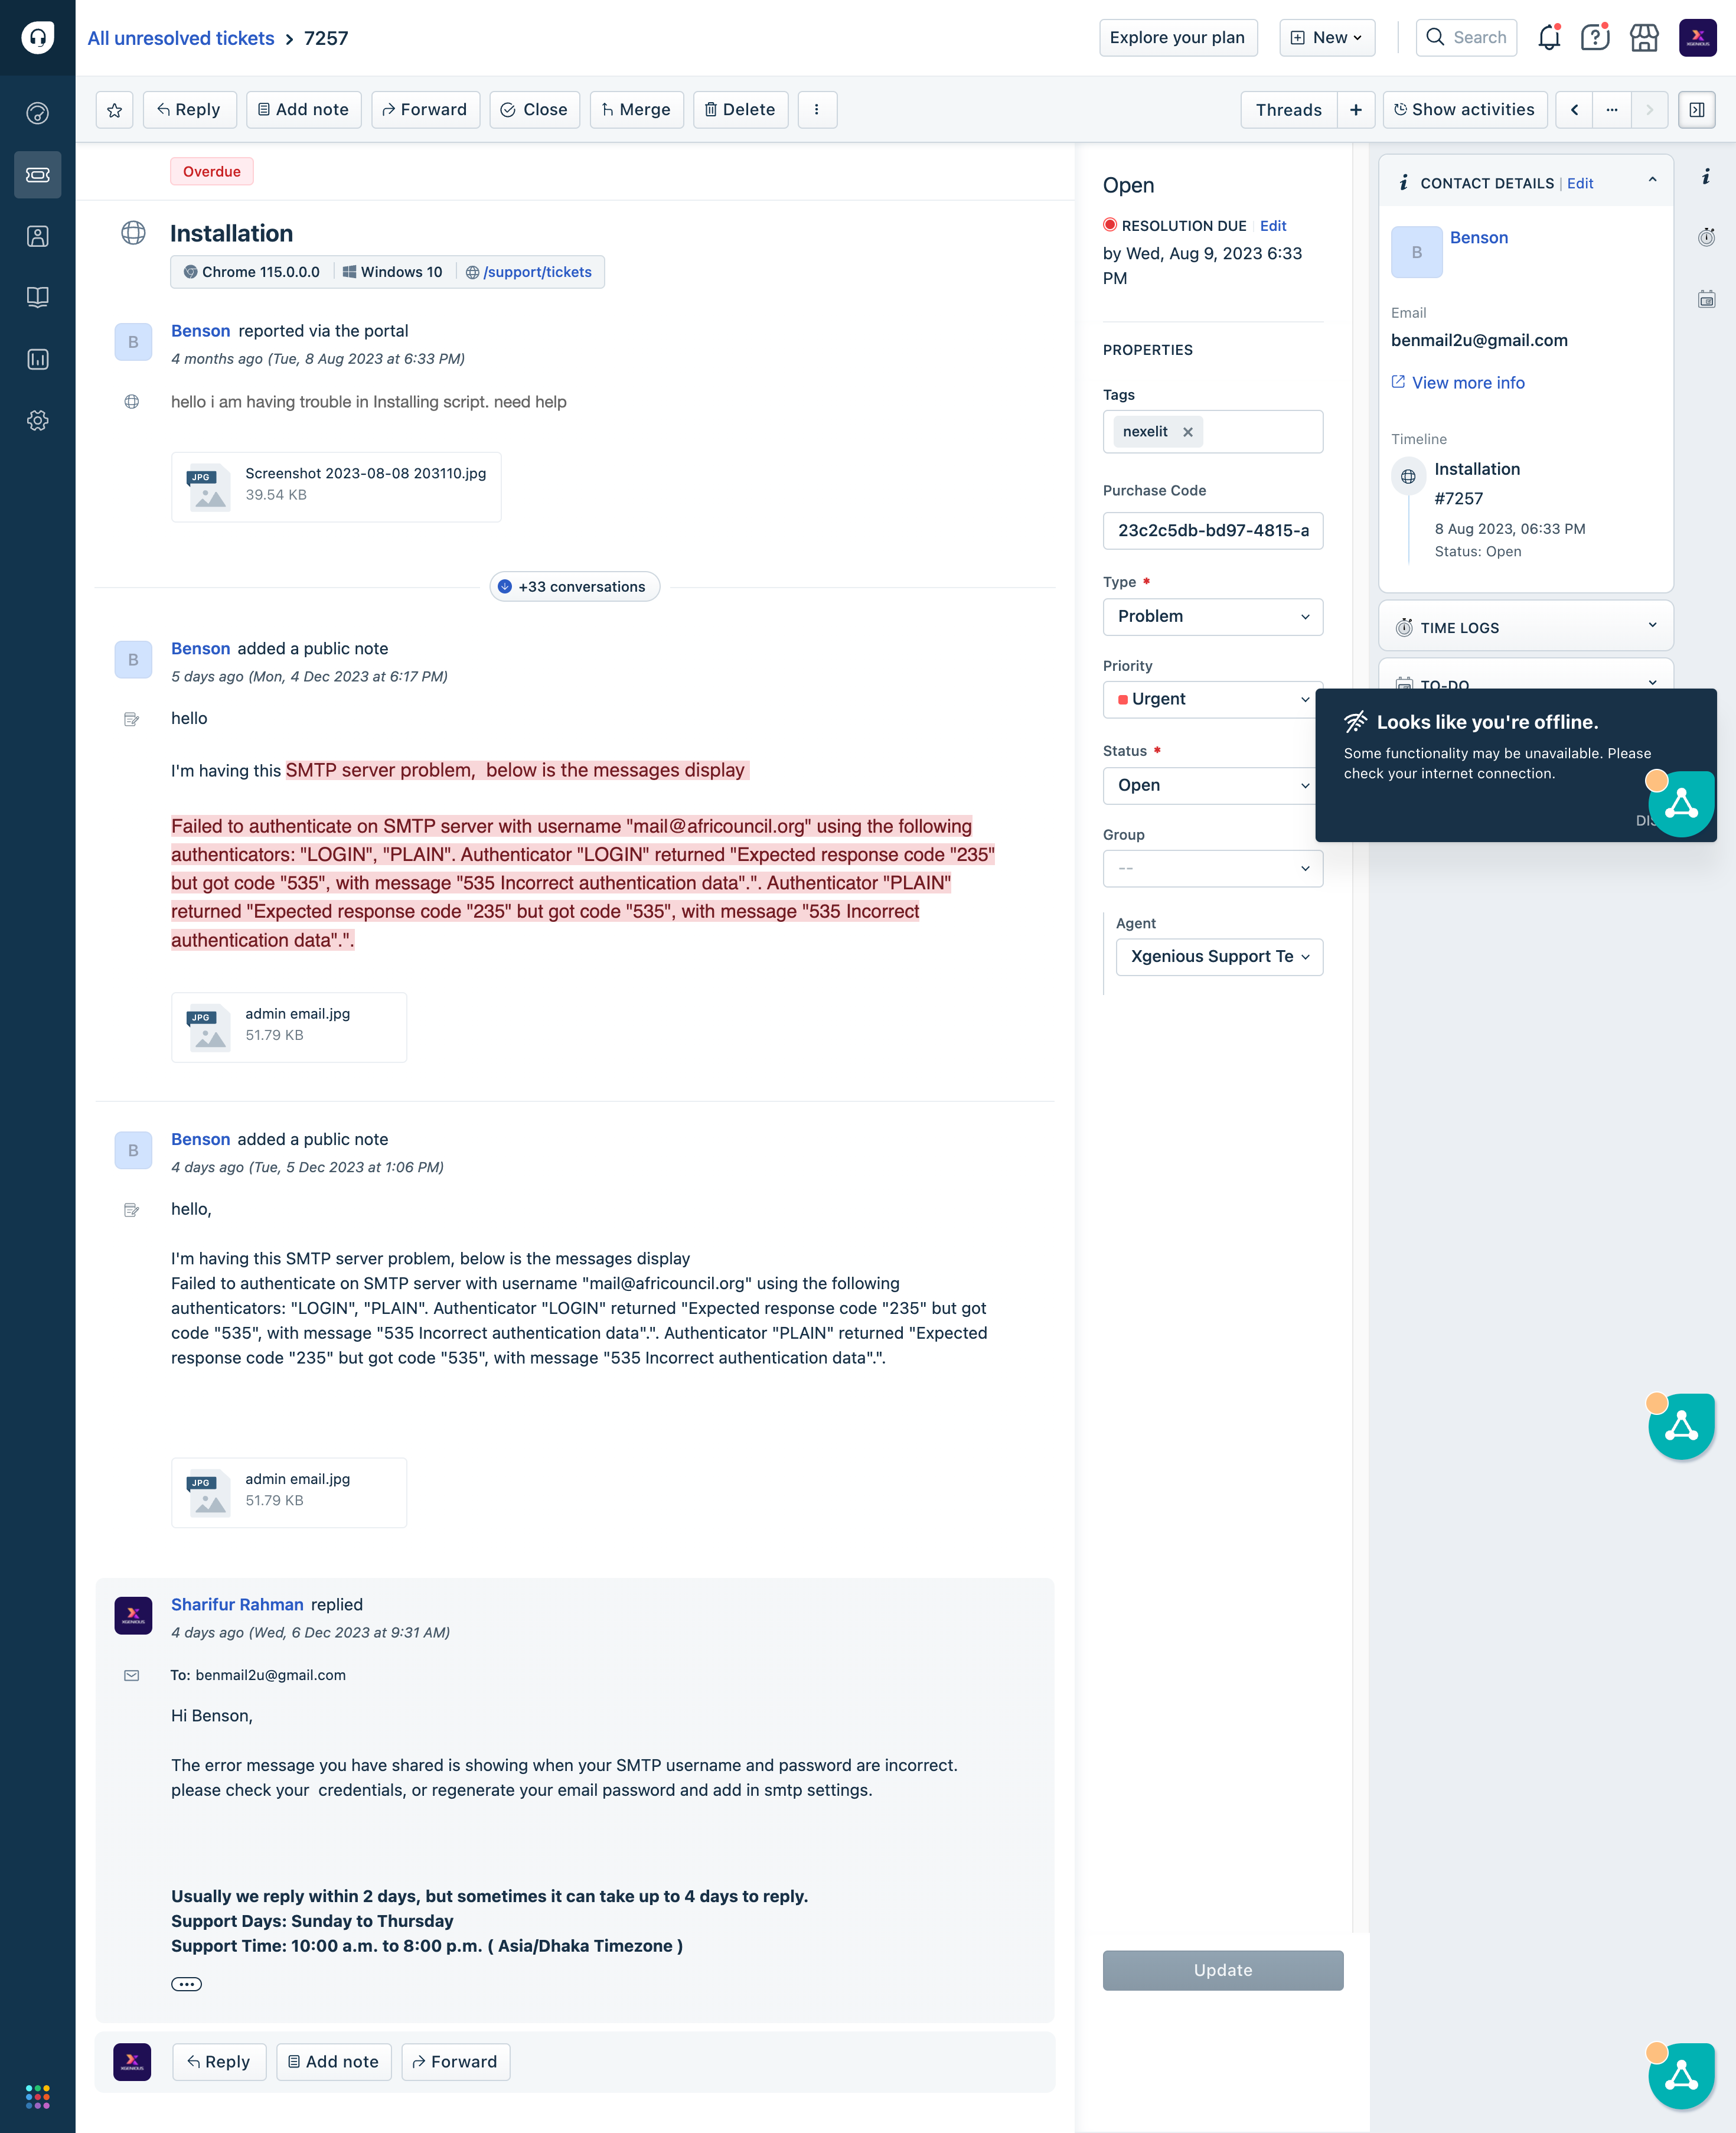 All unresolved tickets > 7257
Explore your plan
New
Search
Reply
Add note
Forward
Close
Merge
Delete
Threads
Show activities
Overdue
Installation
Chrome 115.0.0.0
Windows 10
/support/tickets
B
Benson reported via the portal
4 months ago (Tue, 8 Aug 2023 at 6:33 PM)
hello i am having trouble in Installing script. need help
JPG
Screenshot 2023-08-08 203110.jpg
39.54 KB
+33 conversations
B
Benson added a public note
5 days ago (Mon, 4 Dec 2023 at 6:17 PM)
hello
I'm having this SMTP server problem,  below is the messages display
Failed to authenticate on SMTP server with username "mail@africouncil.org" using the following
authenticators: "LOGIN", "PLAIN". Authenticator "LOGIN" returned "Expected response code "235"
but got code "535", with message "535 Incorrect authentication data".". Authenticator "PLAIN"
returned "Expected response code "235" but got code "535", with message "535 Incorrect
authentication data".".
JPG
admin email.jpg
51.79 KB
B
Benson added a public note
4 days ago (Tue, 5 Dec 2023 at 1:06 PM)
hello,
I'm having this SMTP server problem, below is the messages display
Failed to authenticate on SMTP server with username "mail@africouncil.org" using the following
authenticators: "LOGIN", "PLAIN". Authenticator "LOGIN" returned "Expected response code "235" but got
code "535", with message "535 Incorrect authentication data".". Authenticator "PLAIN" returned "Expected
response code "235" but got code "535", with message "535 Incorrect authentication data".".
JPG
admin email.jpg
51.79 KB
XGENIOUS
Sharifur Rahman replied
4 days ago (Wed, 6 Dec 2023 at 9:31 AM)
To: benmail2u@gmail.com
Hi Benson,
The error message you have shared is showing when your SMTP username and password are incorrect.
please check your  credentials, or regenerate your email password and add in smtp settings.
Usually we reply within 2 days, but sometimes it can take up to 4 days to reply.
Support Days: Sunday to Thursday
Support Time: 10:00 a.m. to 8:00 p.m. ( Asia/Dhaka Timezone )
XGENIOUS
Reply
Add note
Forward
Open
RESOLUTION DUE Edit
by Wed, Aug 9, 2023 6:33
PM
PROPERTIES
Tags
nexelit
Purchase Code
23c2c5db-bd97-4815-a
Type *
Problem
Priority
Urgent
Status *
Open
Group
--
Agent
Xgenious Support Te
Update
CONTACT DETAILS | Edit
B
Benson
Email
benmail2u@gmail.com
View more info
Timeline
Installation
#7257
8 Aug 2023, 06:33 PM
Status: Open
TIME LOGS
TO-DO
Looks like you're offline.
Some functionality may be unavailable. Please
check your internet connection.